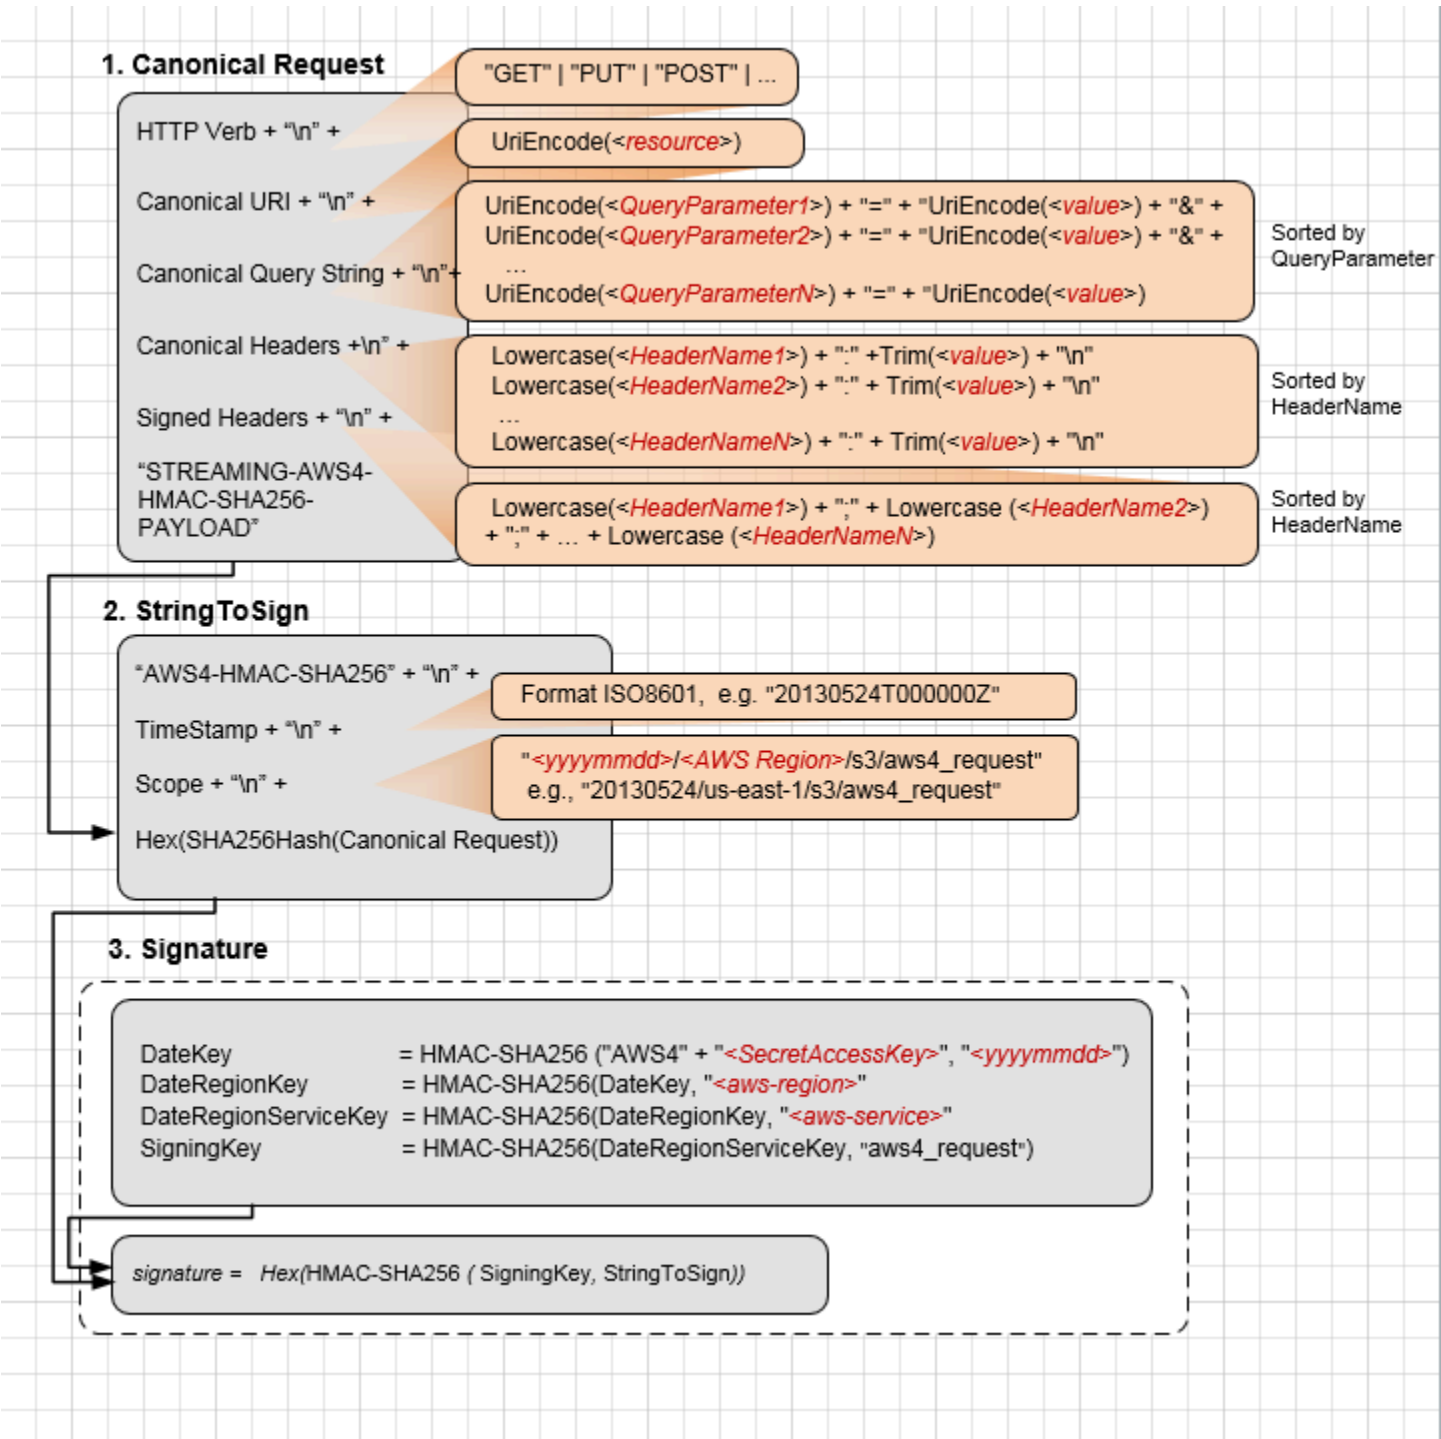 1. Canonical Request
"GET" | "PUT" | "POST" | ...
HTTP Verb + “\n” +
UriEncode(<resource>)
Canonical URI + “\n” +
UriEncode(<QueryParameter1>) + "=" + "UriEncode(<value>) + "&" +
UriEncode(<QueryParameter2>) + "=" + "UriEncode(<value>) + "&" +
...
UriEncode(<QueryParameterN>) + "=" + "UriEncode(<value>)
Sorted by
QueryParameter
Canonical Query String + “\n”+
Canonical Headers +\n” +
Lowercase(<HeaderName1>) + ":" +Trim(<value>) + "\n"
Lowercase(<HeaderName2>) + ":" + Trim(<value>) + "\n"
...
Lowercase(<HeaderNameN>) + ":" + Trim(<value>) + "\n"
Sorted by
HeaderName
Signed Headers + “\n” +
Lowercase(<HeaderName1>) + ";" + Lowercase (<HeaderName2>)
+ ";" + ... + Lowercase (<HeaderNameN>)
Sorted by
HeaderName
“STREAMING-AWS4-
HMAC-SHA256-
PAYLOAD”
2. StringToSign
“AWS4-HMAC-SHA256” + “\n” +
Format ISO8601, e.g. "20130524T000000Z"
TimeStamp + “\n” +
"<yyyymmdd>/<AWS Region>/s3/aws4_request"
e.g., "20130524/us-east-1/s3/aws4_request"
Scope + “\n” +
Hex(SHA256Hash(Canonical Request))
3. Signature
DateKey = HMAC-SHA256 ("AWS4" + "<SecretAccessKey>", "<yyyymmdd>")
DateRegionKey = HMAC-SHA256(DateKey, "<aws-region>"
DateRegionServiceKey = HMAC-SHA256(DateRegionKey, "<aws-service>"
SigningKey = HMAC-SHA256(DateRegionServiceKey, "aws4_request")
signature = Hex(HMAC-SHA256 ( SigningKey, StringToSign))